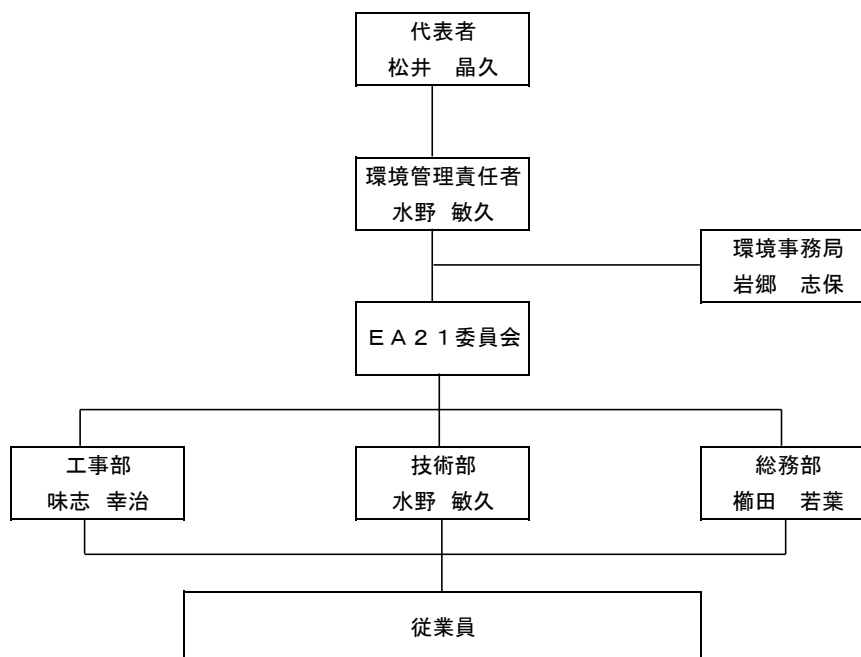 代表者
松井　晶久
環境管理責任者
水野 敏久
環境事務局
岩郷　志保
ＥＡ２１委員会
工事部
味志 幸治
技術部
水野 敏久
総務部
櫛田　若葉
従業員